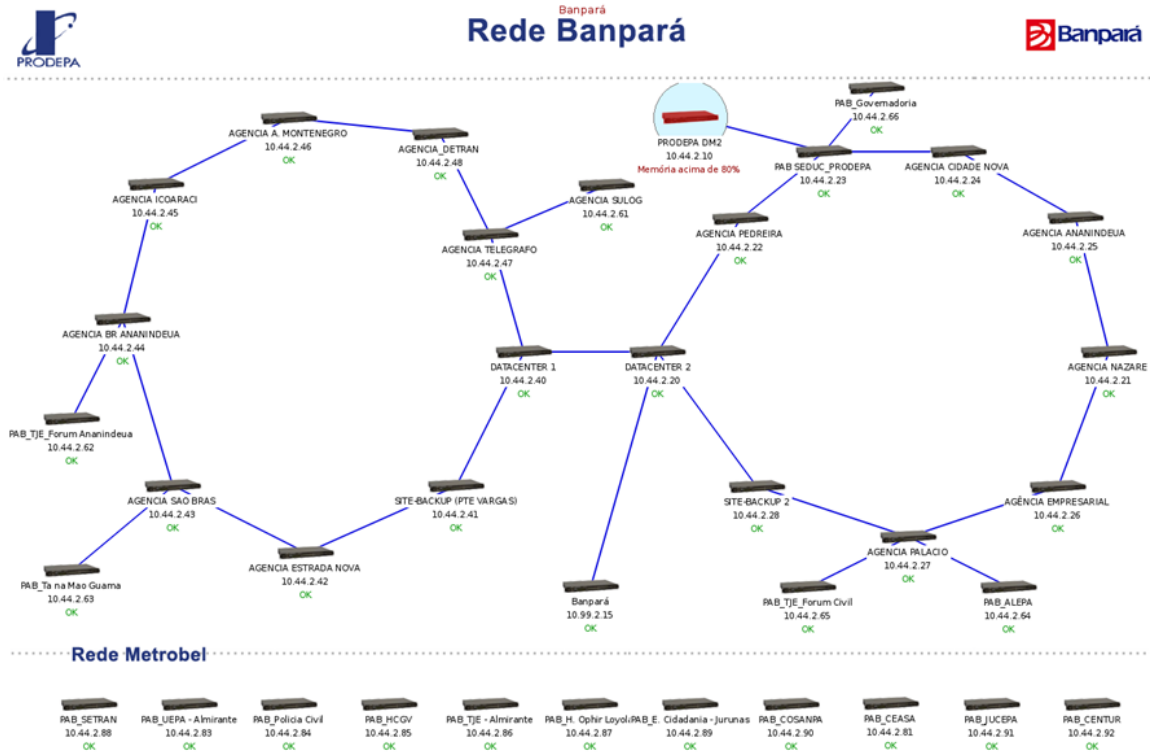 Banpará
Rede Banpará
PRODEPA
Banpará
PAB_Governadoria
10.44.2.66
OK
AGENCIA A. MONTENEGRO
10.44.2.46
OK
AGENCIA_DETRAN
10.44.2.48
OK
PRODEPA DM2
10.44.2.10
Memória acima de 80%
PAB SEDUC_PRODEPA
10.44.2.23
OK
AGENCIA CIDADE NOVA
10.44.2.24
OK
AGENCIA ICOARACI
10.44.2.45
OK
AGENCIA SULOG
10.44.2.61
OK
AGENCIA PEDREIRA
10.44.2.22
OK
AGENCIA ANANINDEUA
10.44.2.25
OK
AGENCIA TELEGRAFO
10.44.2.47
OK
AGENCIA BR ANANINDEUA
10.44.2.44
OK
DATACENTER 1
10.44.2.40
OK
DATACENTER 2
10.44.2.20
OK
AGENCIA NAZARE
10.44.2.21
OK
PAB_TJE_Forum Ananindeua
10.44.2.62
OK
AGENCIA SAO BRAS
10.44.2.43
OK
SITE-BACKUP (PTE VARGAS)
10.44.2.41
OK
SITE-BACKUP 2
10.44.2.28
OK
AGÊNCIA EMPRESARIAL
10.44.2.26
OK
AGENCIA ESTRADA NOVA
10.44.2.42
OK
AGENCIA PALACIO
10.44.2.27
OK
PAB_Ta na Mao Guama
10.44.2.63
OK
Banpará
10.99.2.15
OK
PAB_TJE_Forum Civil
10.44.2.65
OK
PAB_ALEPA
10.44.2.64
OK
Rede Metrobel
PAB_SETRAN
10.44.2.88
OK
PAB_UEPA - Almirante
10.44.2.83
OK
PAB_Policia Civil
10.44.2.84
OK
PAB_HCGV
10.44.2.85
OK
PAB_TJE - Almirante
10.44.2.86
OK
PAB_H. Ophir Loyola
10.44.2.87
OK
PAB_E. Cidadania - Jurunas
10.44.2.89
OK
PAB_COSANPA
10.44.2.90
OK
PAB_CEASA
10.44.2.81
OK
PAB_JUCEPA
10.44.2.91
OK
PAB_CENTUR
10.44.2.92
OK